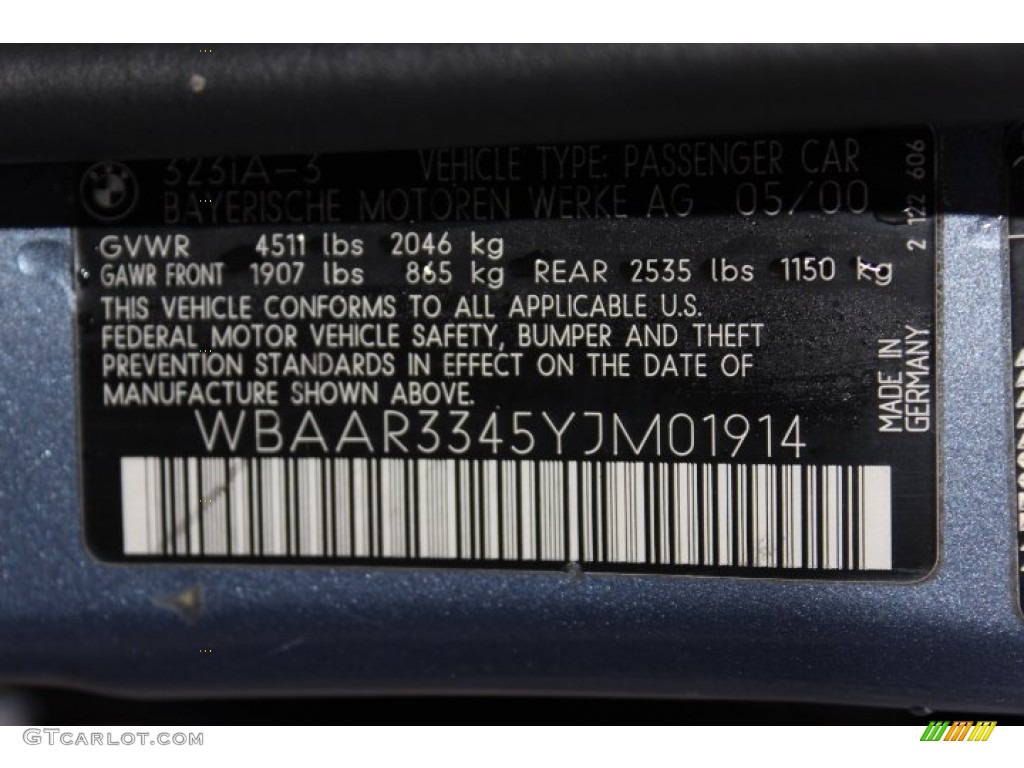 323iA-3 VEHICLE TYPE: PASSENGER CAR
BAYERISCHE MOTOREN WERKE AG 05/00
GVWR 4511 lbs 2046 kg
GAWR FRONT 1907 lbs 865 kg REAR 2535 lbs 1150 kg
THIS VEHICLE CONFORMS TO ALL APPLICABLE U.S.
FEDERAL MOTOR VEHICLE SAFETY, BUMPER AND THEFT
PREVENTION STANDARDS IN EFFECT ON THE DATE OF
MANUFACTURE SHOWN ABOVE.
WBAAR3345YJM01914
2 122 606
MADE IN
GERMANY
GTCARLOT.COM